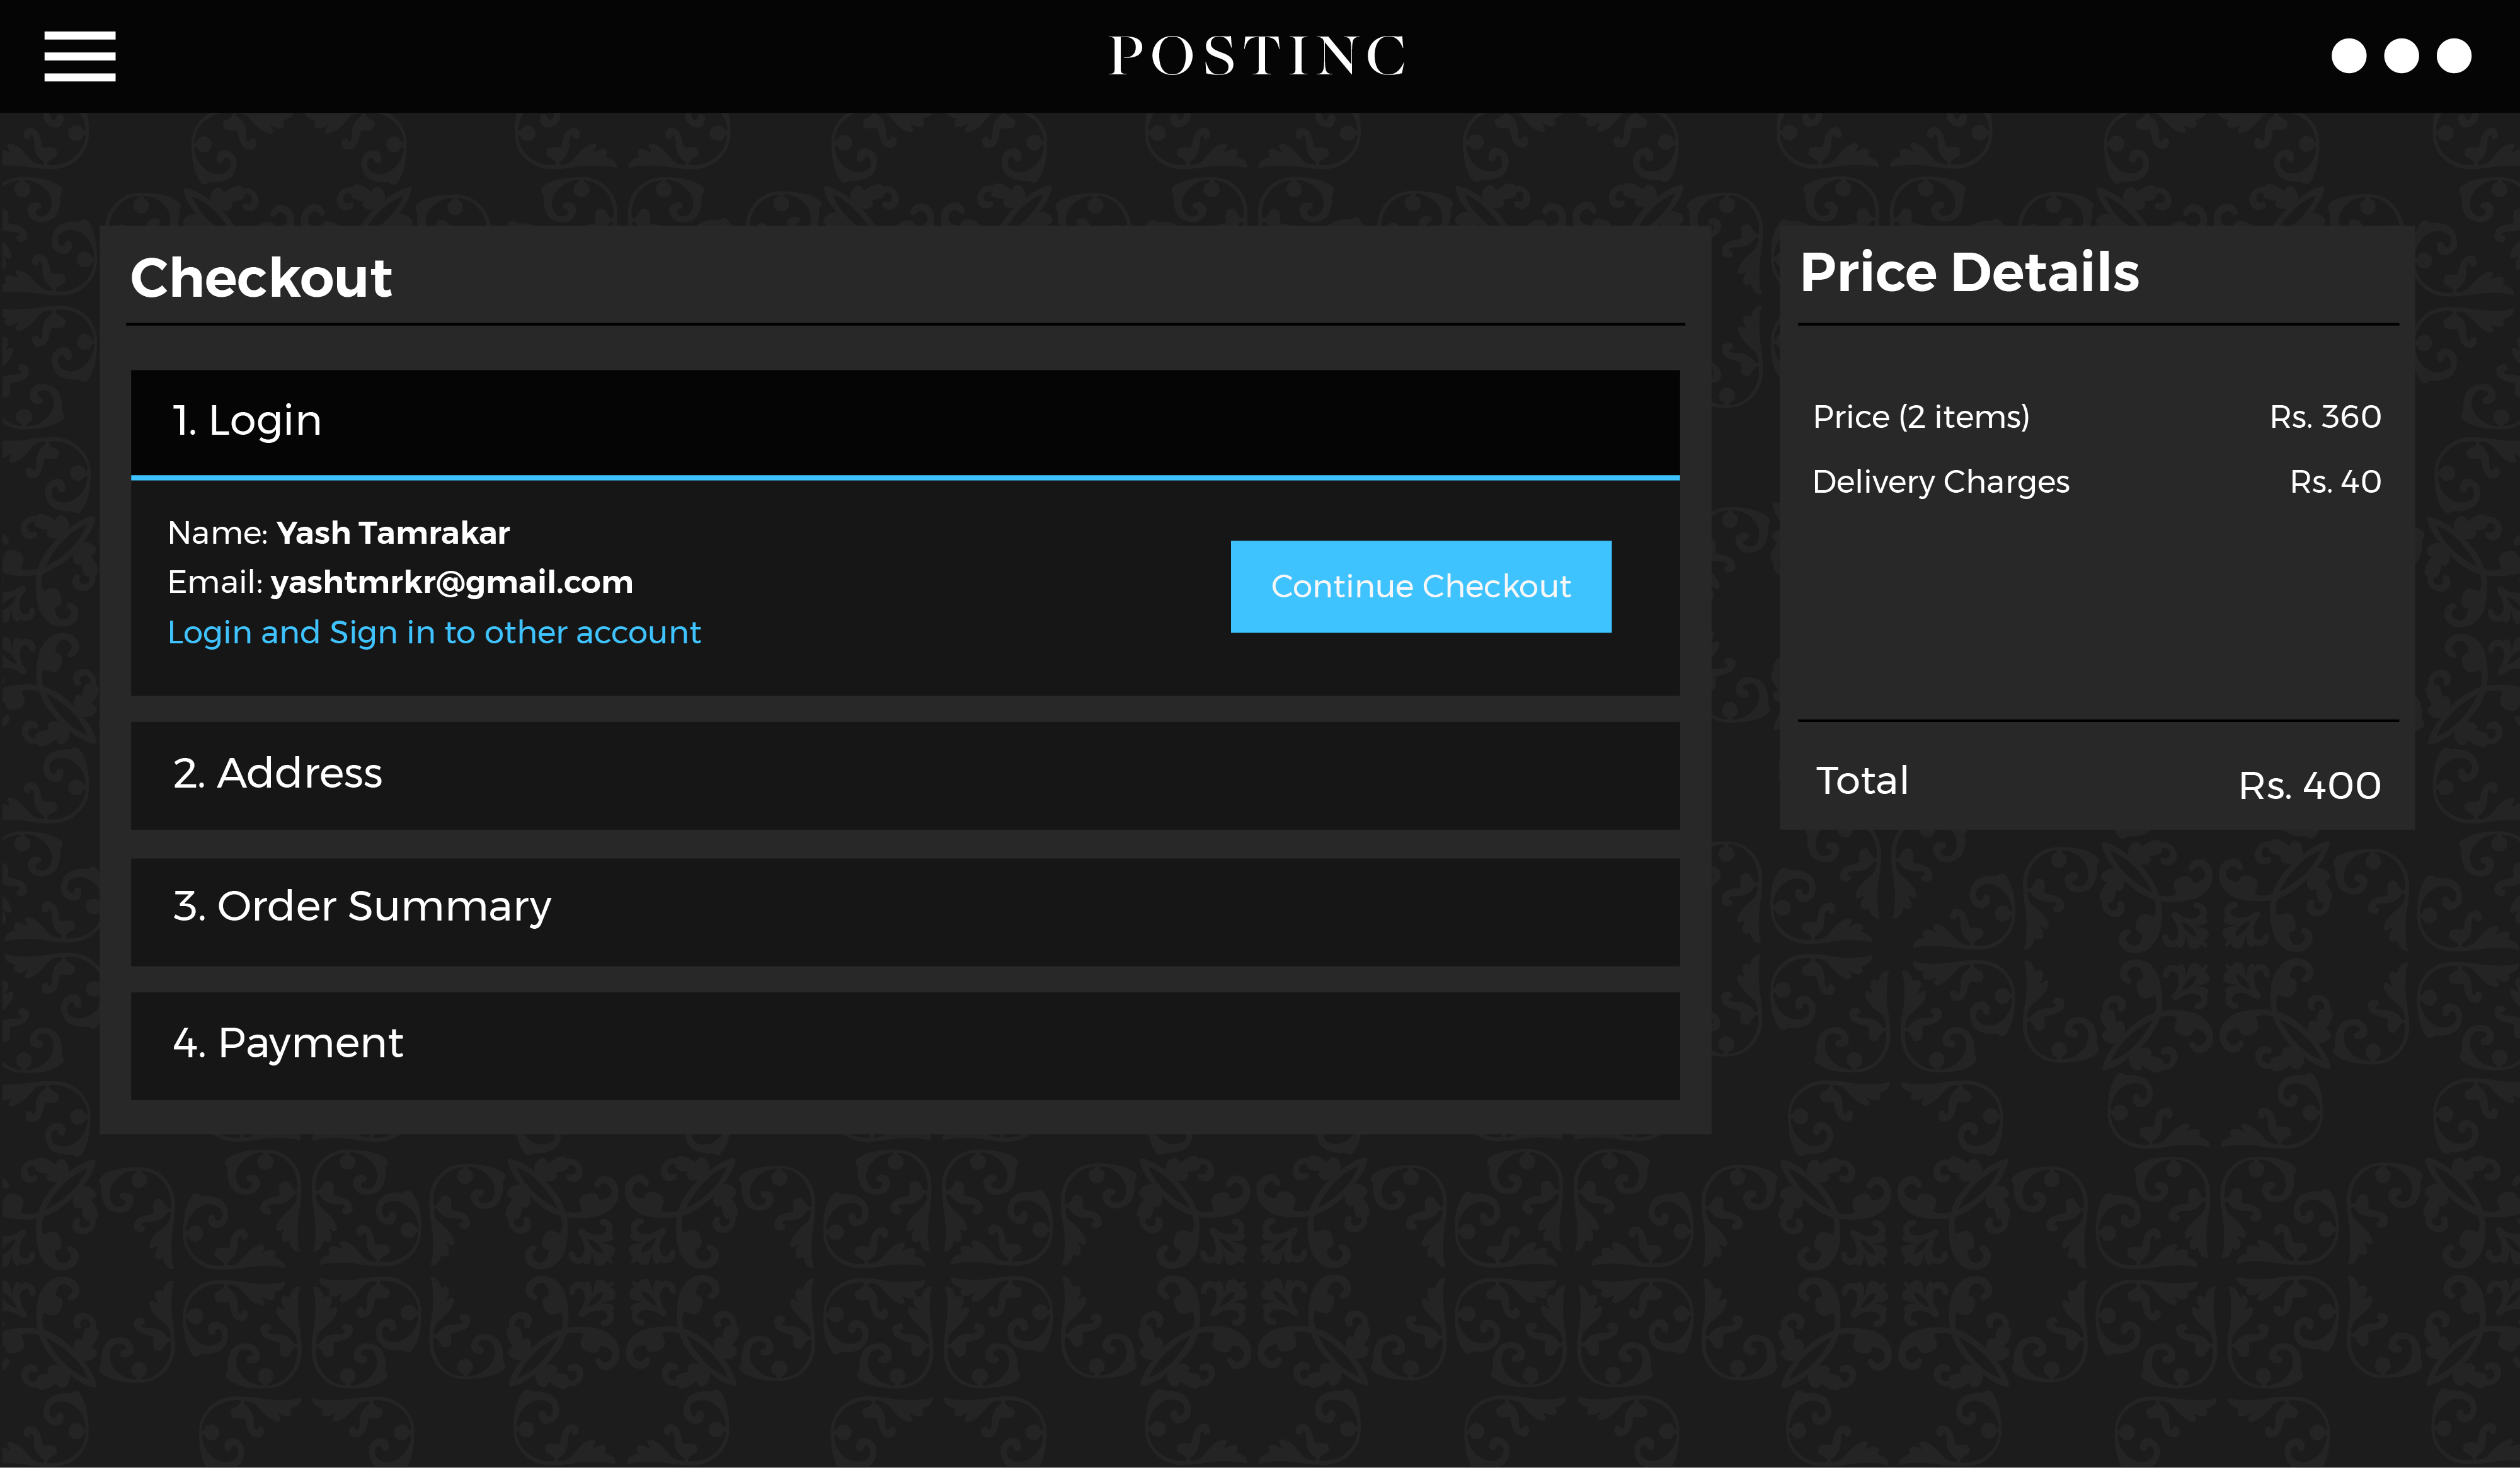 POSTINC
Checkout
1. Login
Name: Yash Tamrakar
Email: yashtmrkr@gmail.com
Login and Sign in to other account
Continue Checkout
2. Address
3. Order Summary
4. Payment
Price Details
Price (2 items) Rs. 360
Delivery Charges Rs. 40
Total Rs. 400